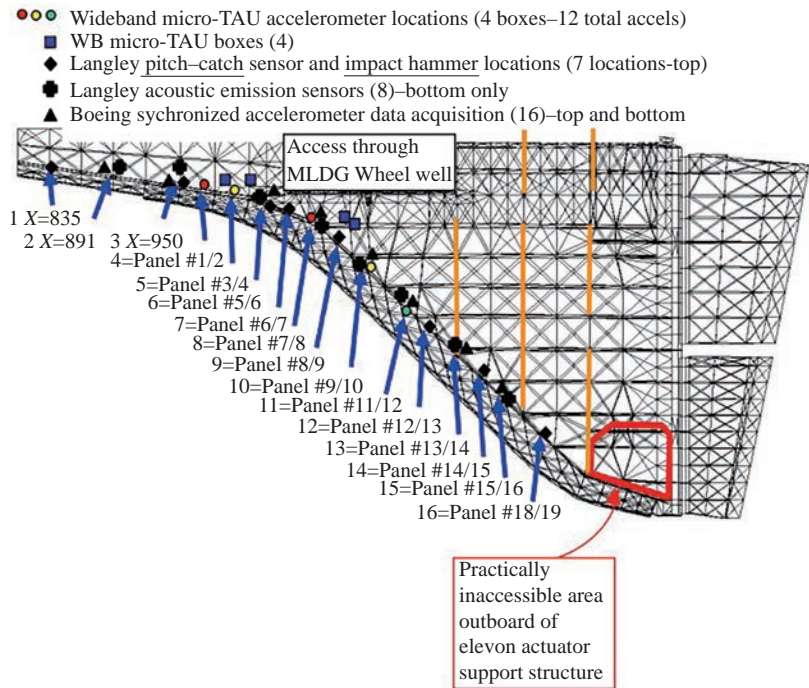 Wideband micro-TAU accelerometer locations (4 boxes–12 total accels)
WB micro-TAU boxes (4)
Langley pitch–catch sensor and impact hammer locations (7 locations-top)
Langley acoustic emission sensors (8)–bottom only
Boeing sychronized accelerometer data acquisition (16)–top and bottom
Access through
MLDG Wheel well
1 X=835
2 X=891
3 X=950
4=Panel #1/2
5=Panel #3/4
6=Panel #5/6
7=Panel #6/7
8=Panel #7/8
9=Panel #8/9
10=Panel #9/10
11=Panel #11/12
12=Panel #12/13
13=Panel #13/14
14=Panel #14/15
15=Panel #15/16
16=Panel #18/19
Practically
inaccessible area
outboard of
elevon actuator
support structure